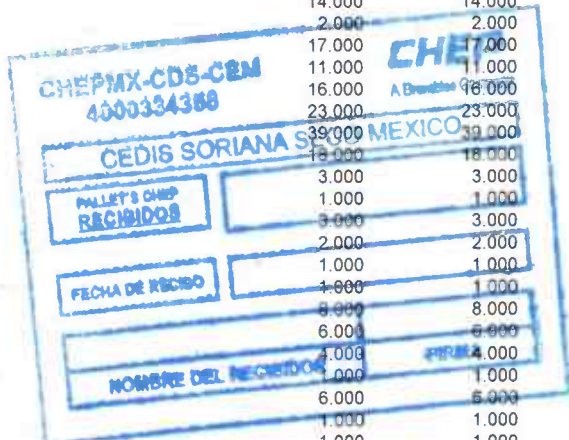 14.000 14.000
2.000 2.000
17.000 17.000
11.000 11.000
16.000 16.000
23.000 23.000
39.000 39.000
18.000 18.000
3.000 3.000
1.000 1.000
3.000 3.000
2.000 2.000
1.000 1.000
1.000 1.000
8.000 8.000
6.000 6.000
4.000 4.000
1.000 1.000
6.000 6.000
1.000 1.000
1.000 1.000
CHEPMX-CDS-CEM
CHEP
A Brambles
CEDIS SORIANA MEXICO
PALLET'S CHEP
RECIBIDOS
FECHA DE RECIBO
NOMBRE DEL
FIRMA